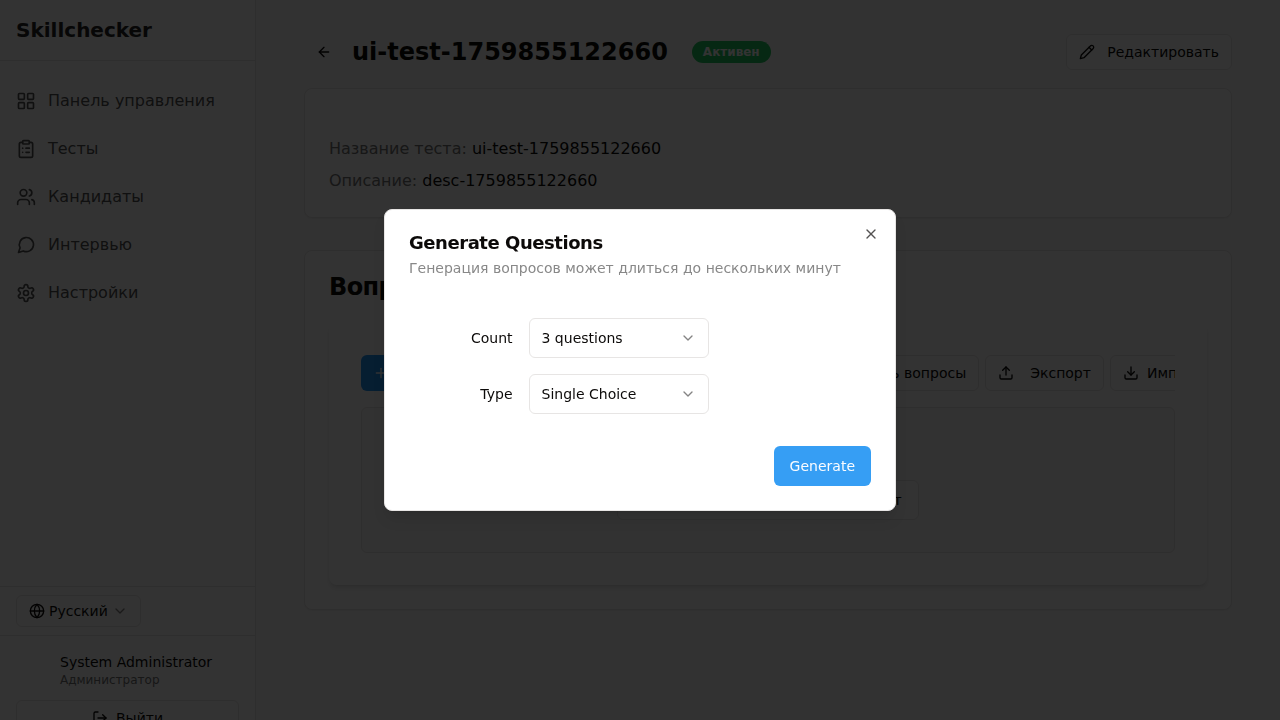 Skillchecker
Панель управления
Тесты
Кандидаты
Интервью
Настройки
Русский
System Administrator
Администратор
Выйти
ui-test-1759855122660
Активен
Редактировать
Название теста: ui-test-1759855122660
Описание: desc-1759855122660
вопросы
Экспорт
Generate Questions
Генерация вопросов может длиться до нескольких минут
Count
3 questions
Type
Single Choice
Generate